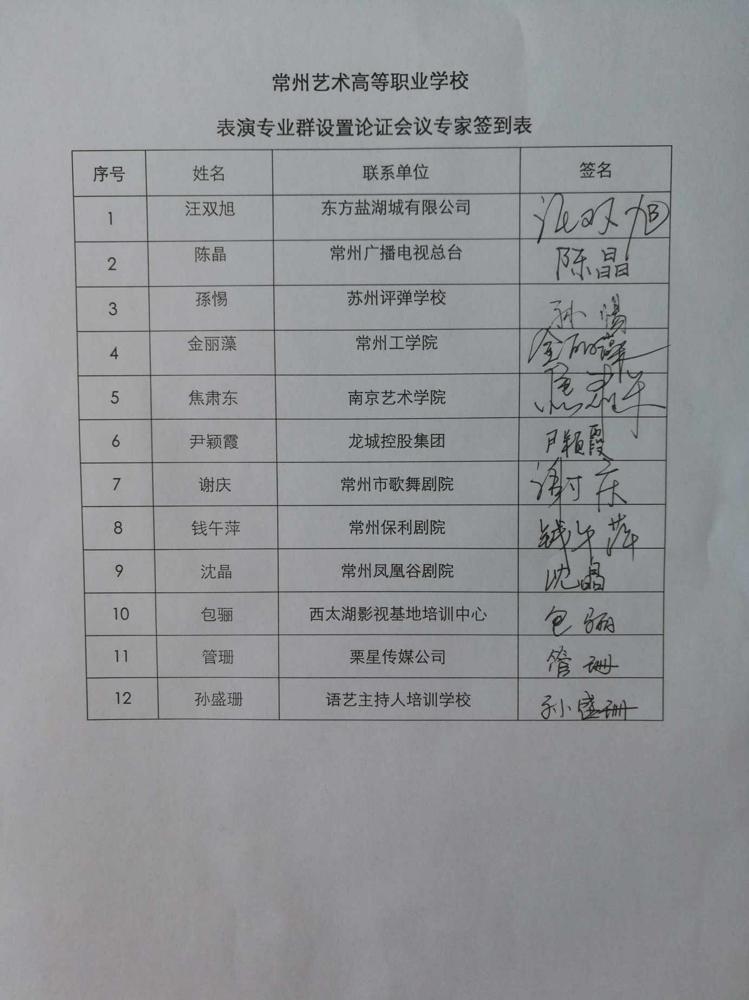 常州艺术高等职业学校
表演专业群设置论证会议专家签到表
序号 姓名 联系单位 签名
1 汪双旭 东方盐湖城有限公司 汪双旭
2 陈晶 常州广播电视总台 陈晶
3 孫惕 苏州评弹学校 孙惕
4 金丽藻 常州工学院 金丽藻
5 焦肃东 南京艺术学院 焦肃东
6 尹颖霞 龙城控股集团 尹颖霞
7 谢庆 常州市歌舞剧院 谢庆
8 钱午萍 常州保利剧院 钱午萍
9 沈晶 常州凤凰谷剧院 沈晶
10 包骊 西太湖影视基地培训中心 包骊
11 管珊 栗星传媒公司 管珊
12 孙盛珊 语艺主持人培训学校 孙盛珊